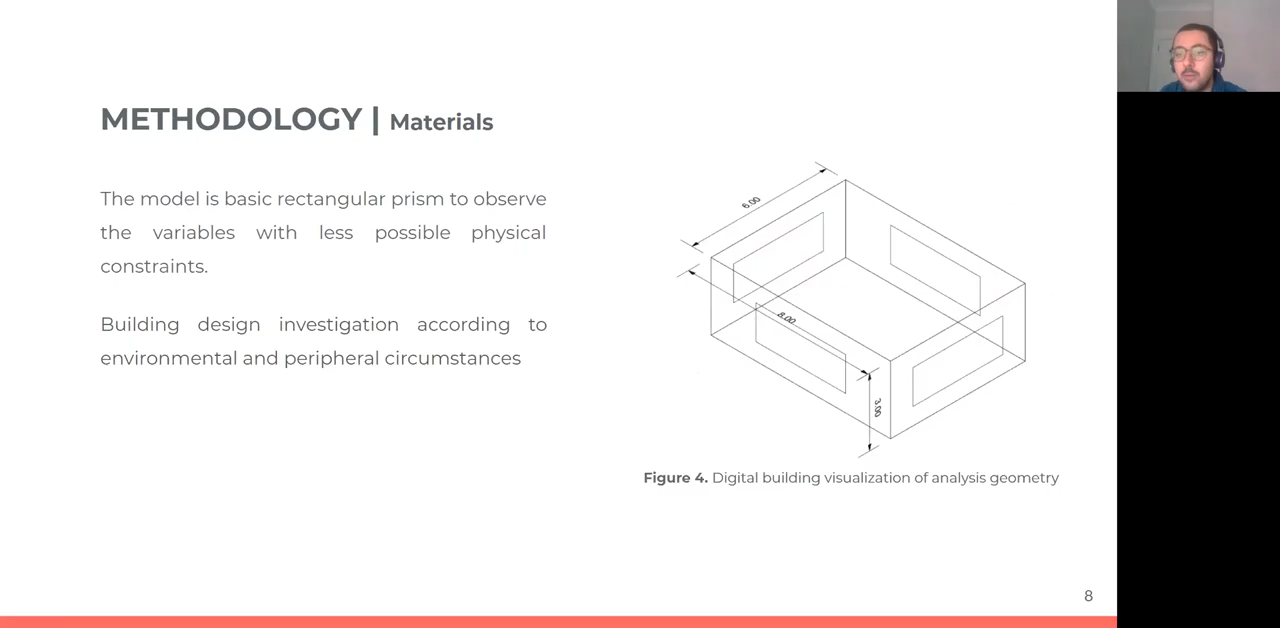 METHODOLOGY | Materials
The model is basic rectangular prism to observe
the variables with less possible physical
constraints.
Building design investigation according to
environmental and peripheral circumstances
6.00
8.00
3.00
Figure 4. Digital building visualization of analysis geometry
8